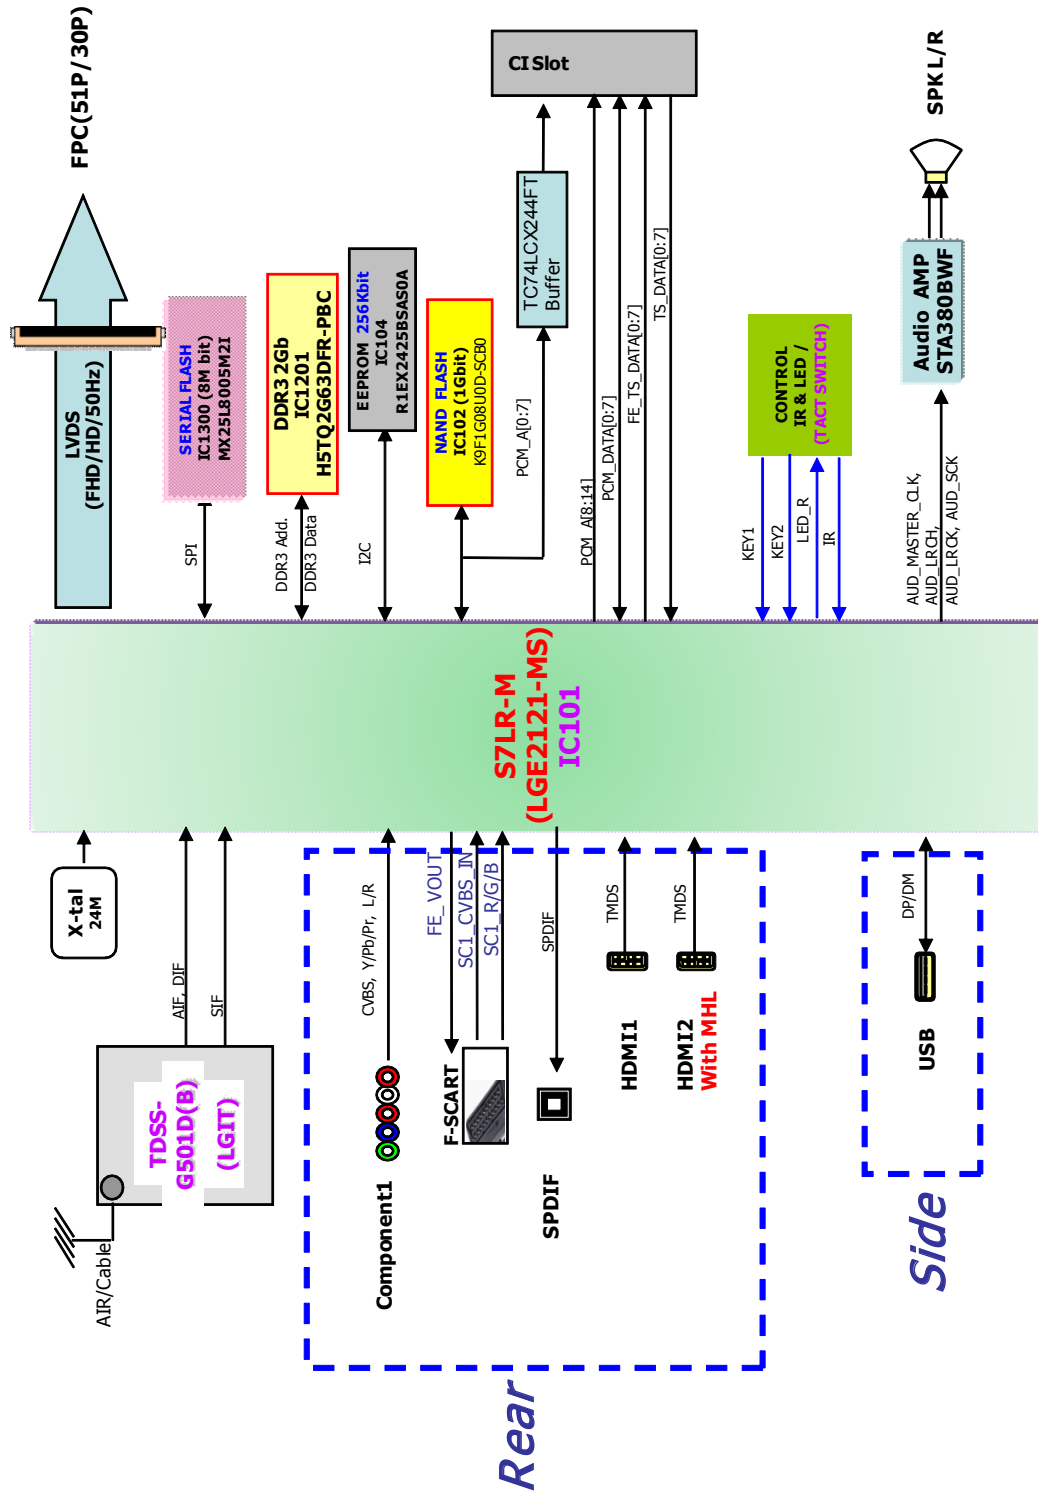 AIR/Cable
TDSS-
G501D(B)
(LGIT)
AIF, DIF
SIF
X-tal
24M
Rear
Component1
CVBS, Y/Pb/Pr, L/R
F-SCART
FE_VOUT
SC1_CVBS_IN
SC1_R/G/B
SPDIF
SPDIF
HDMI1
TMDS
HDMI2
With MHL
TMDS
Side
USB
DP/DM
S7LR-M
(LGE2121-MS)
IC101
LVDS
(FHD/HD/50Hz)
FPC(51P/30P)
SPI
SERIAL FLASH
IC1300 (8M bit)
MX25L8005M2I
DDR3 Add.
DDR3 Data
DDR3 2Gb
IC1201
H5TQ2G63DFR-PBC
I2C
EEPROM 256Kbit
IC104
R1EX2425BSAS0A
NAND FLASH
IC102 (1Gbit)
K9F1G08U0D-SCB0
PCM_A[0:7]
TC74LCX244FT
Buffer
CI Slot
PCM_A[8:14]
PCM_DATA[0:7]
FE_TS_DATA[0:7]
TS_DATA[0:7]
KEY1
KEY2
LED_R
IR
CONTROL
IR & LED /
(TACT SWITCH)
AUD_MASTER_CLK,
AUD_LRCH,
AUD_LRCK, AUD_SCK
Audio AMP
STA380BWF
SPK L/R